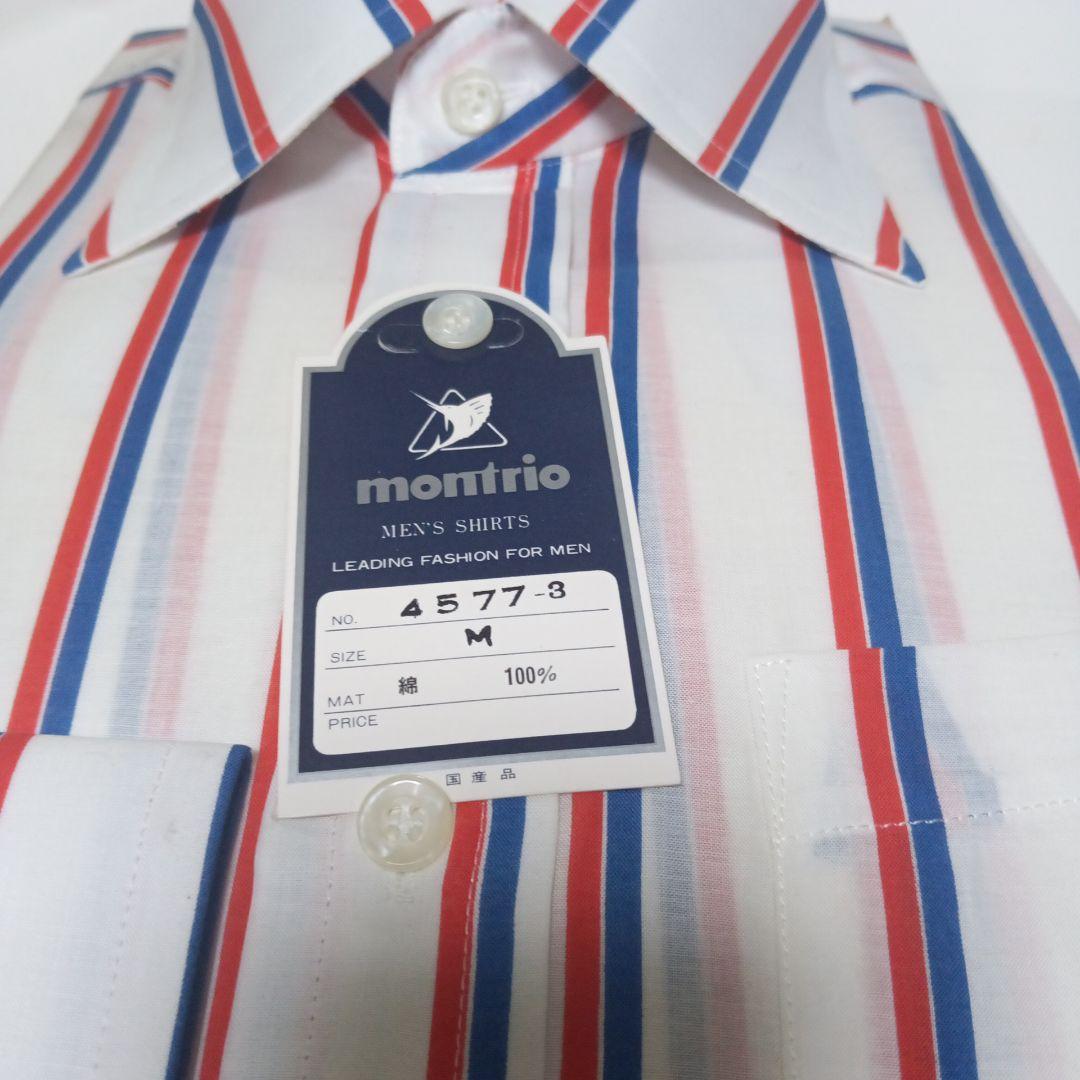 montrio
MEN'S SHIRTS
LEADING FASHION FOR MEN
NO. 4577-3
SIZE M
MAT 綿 100%
PRICE
国産品